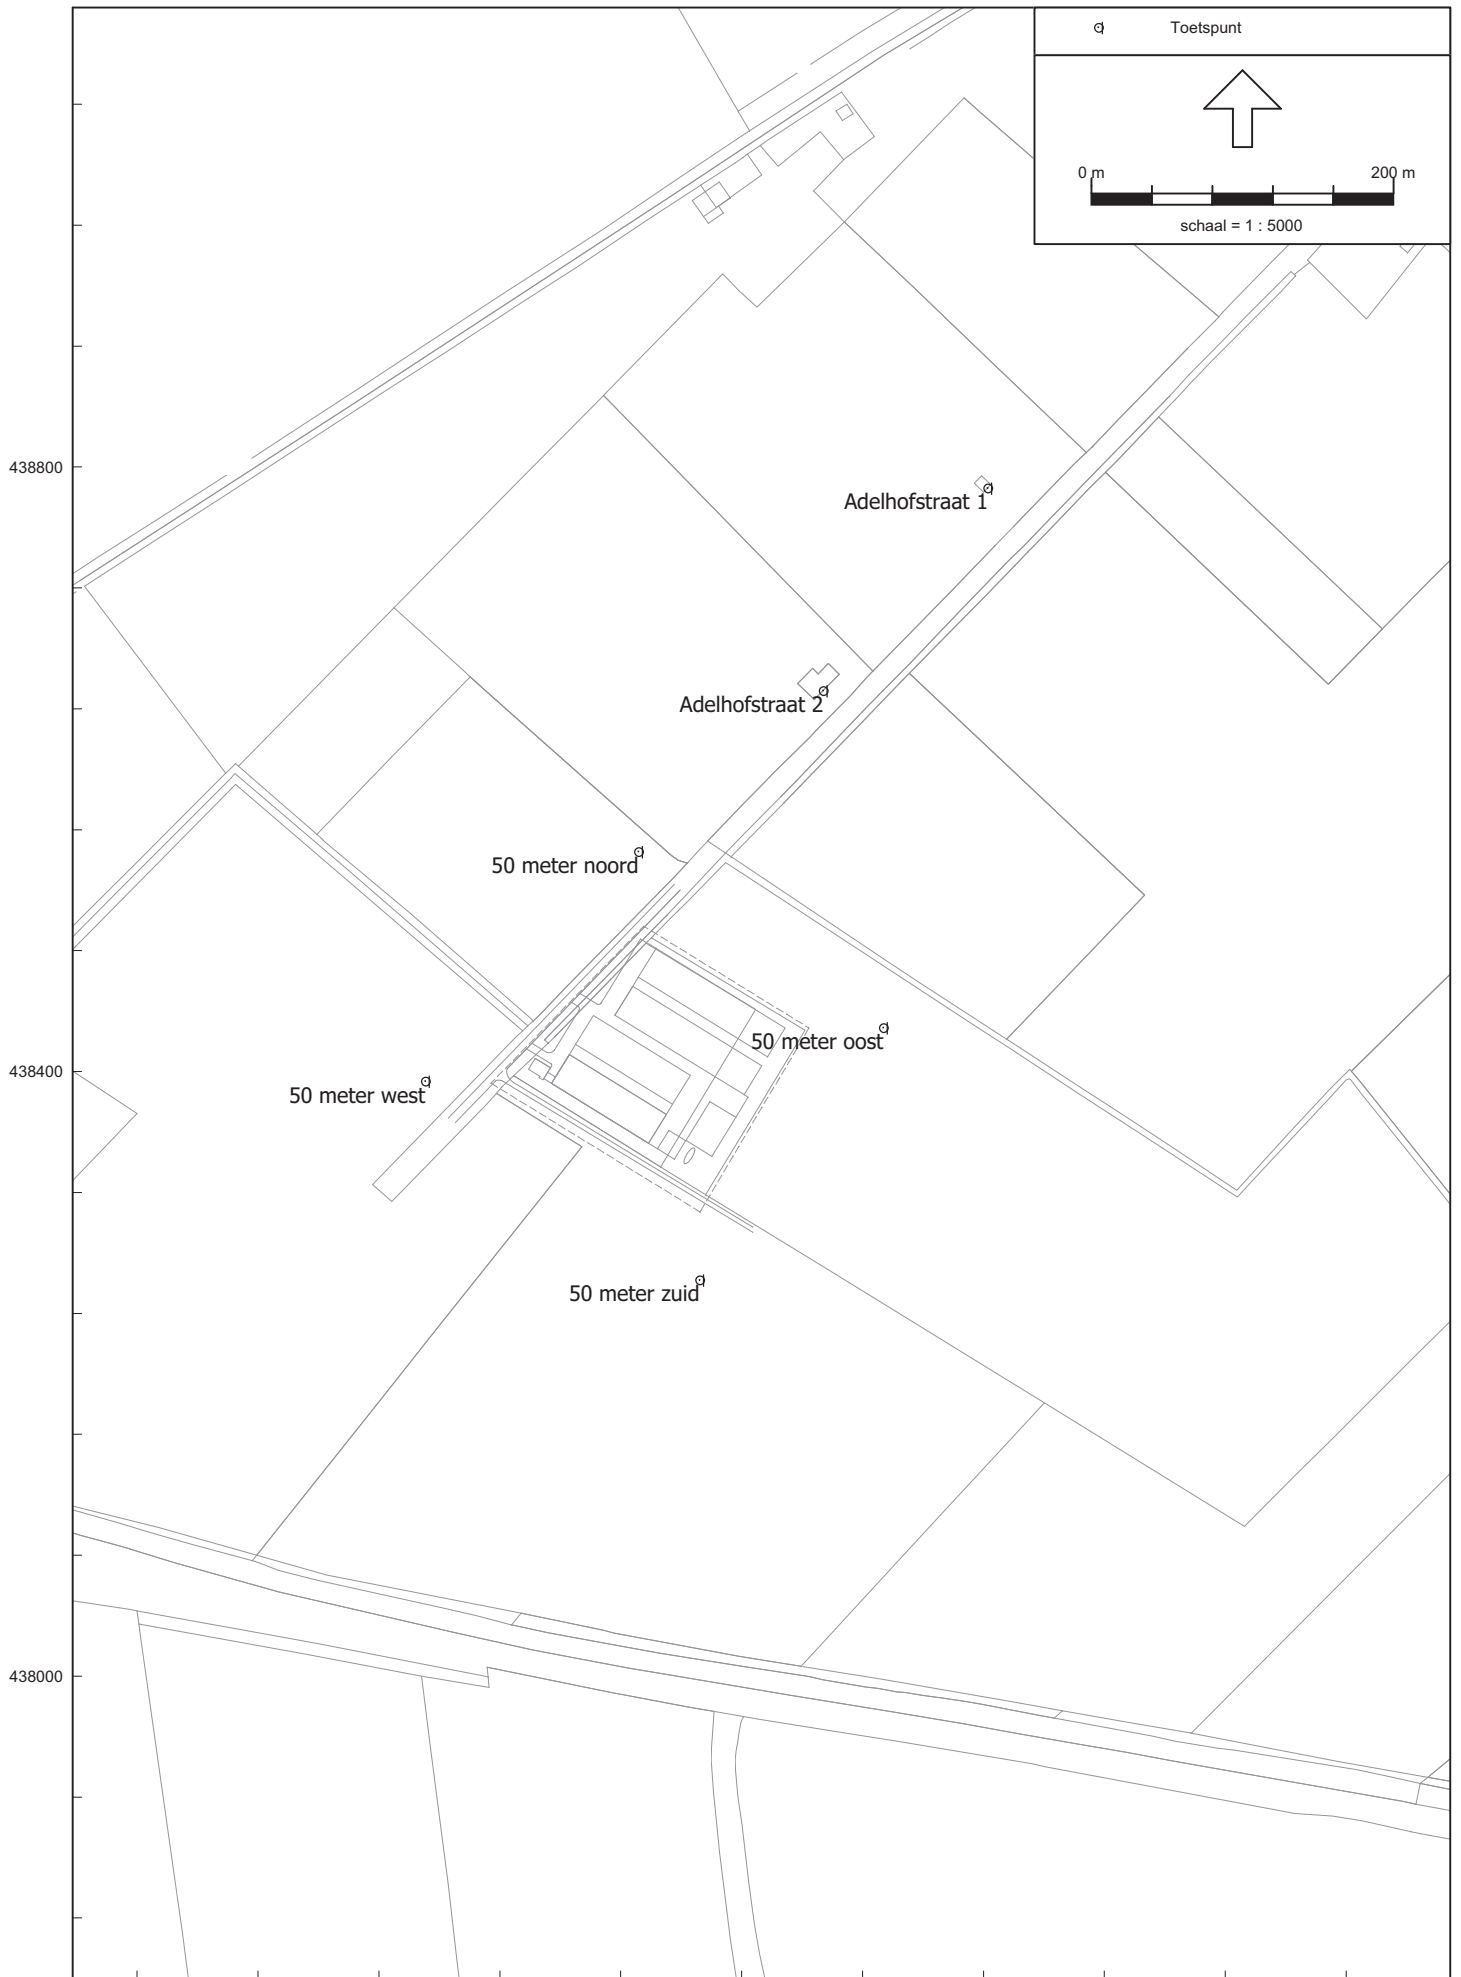 Toetspunt
0 m 200 m
schaal = 1 : 5000
438800
Adelhofstraat 1
Adelhofstraat 2
50 meter noord
50 meter oost
438400
50 meter west
50 meter zuid
438000